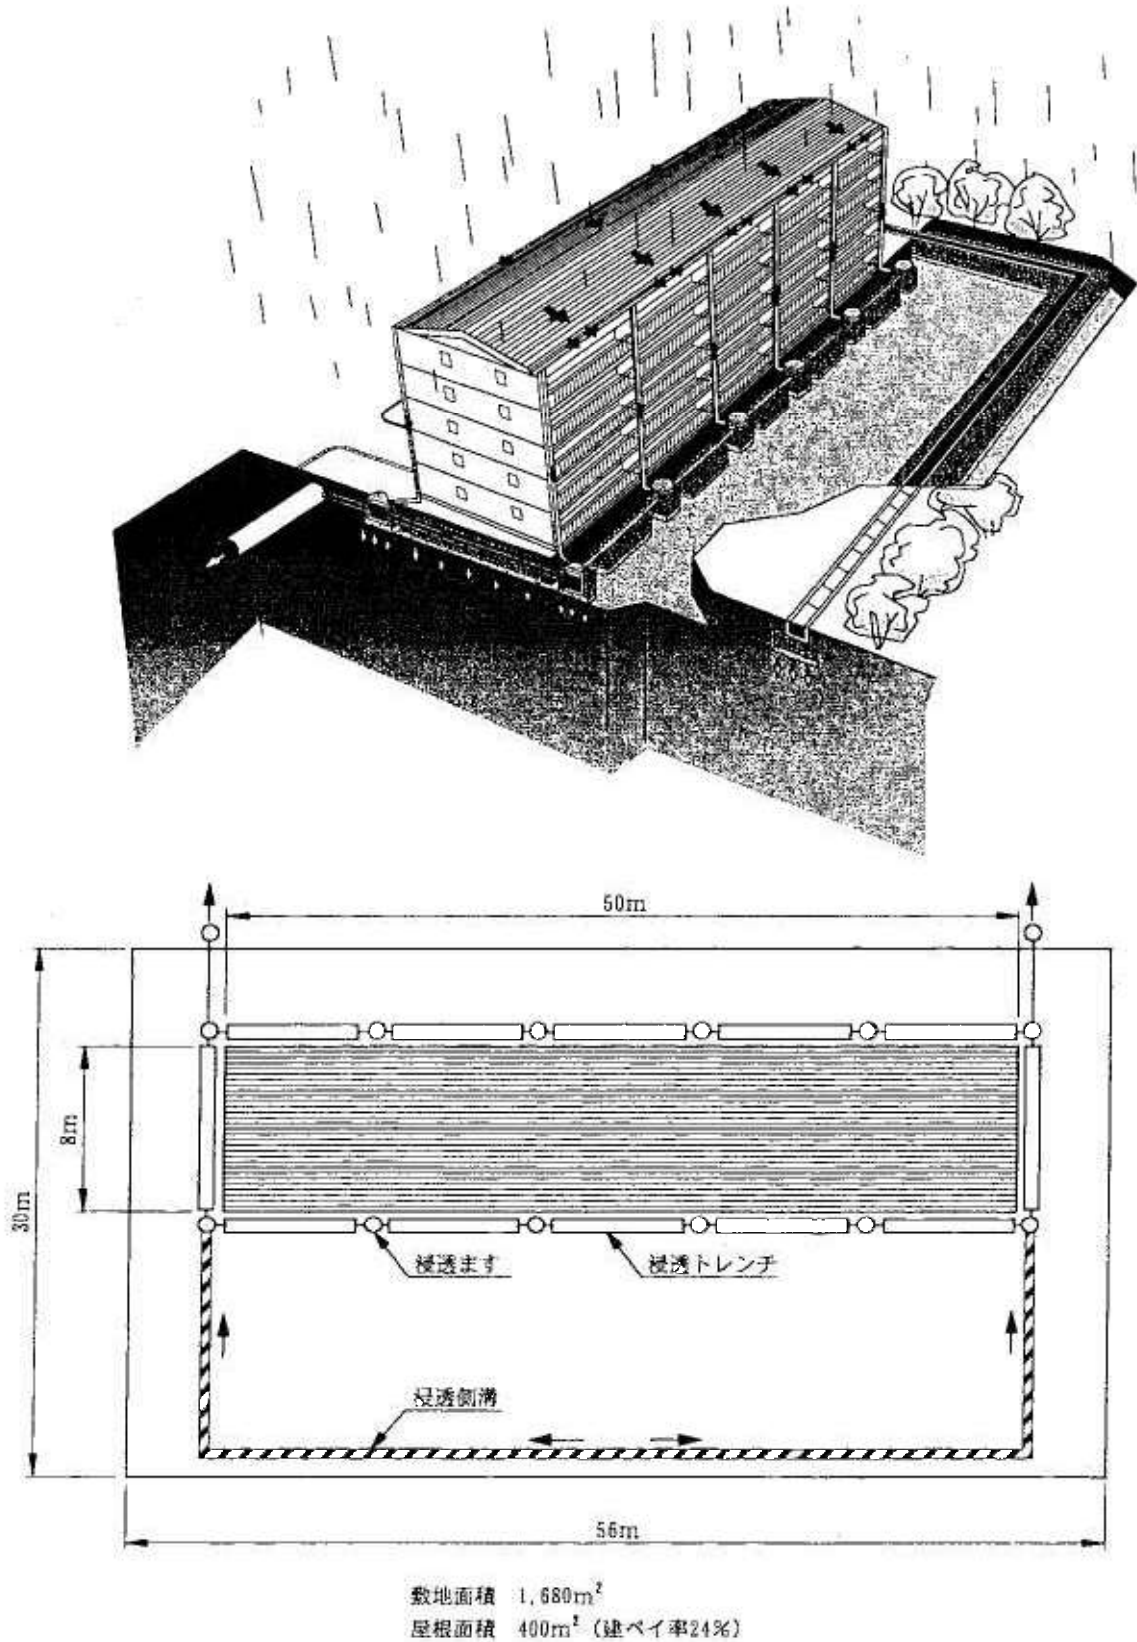 50m
8m
30m
浸透ます
浸透トレンチ
浸透側溝
56m
敷地面積 1,680m²
屋根面積 400m²（建ペイ率24%）